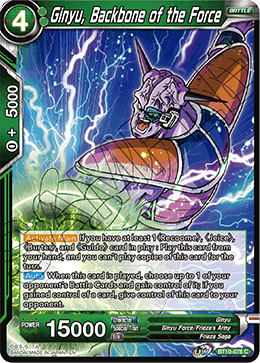 4
Ginyu, Backbone of the Force
BATTLE
+ 5000
Activate: Main If you have at least 1 《Recoome》, 《Jeice》,
《Burter》, and 《Guldo》 card in play : Play this card from
your hand, and you can't play copies of this card for the
turn.
Auto When this card is played, choose up to 1 of your
opponent's Battle Cards and gain control of it; if you
gained control of a card, give control of this card to your
opponent.
POWER 15000
Character Ginyu
Special Trait Ginyu Force/Frieza's Army
Era Frieza Saga
BANDAI MADE IN JAPAN
BT10-076 C